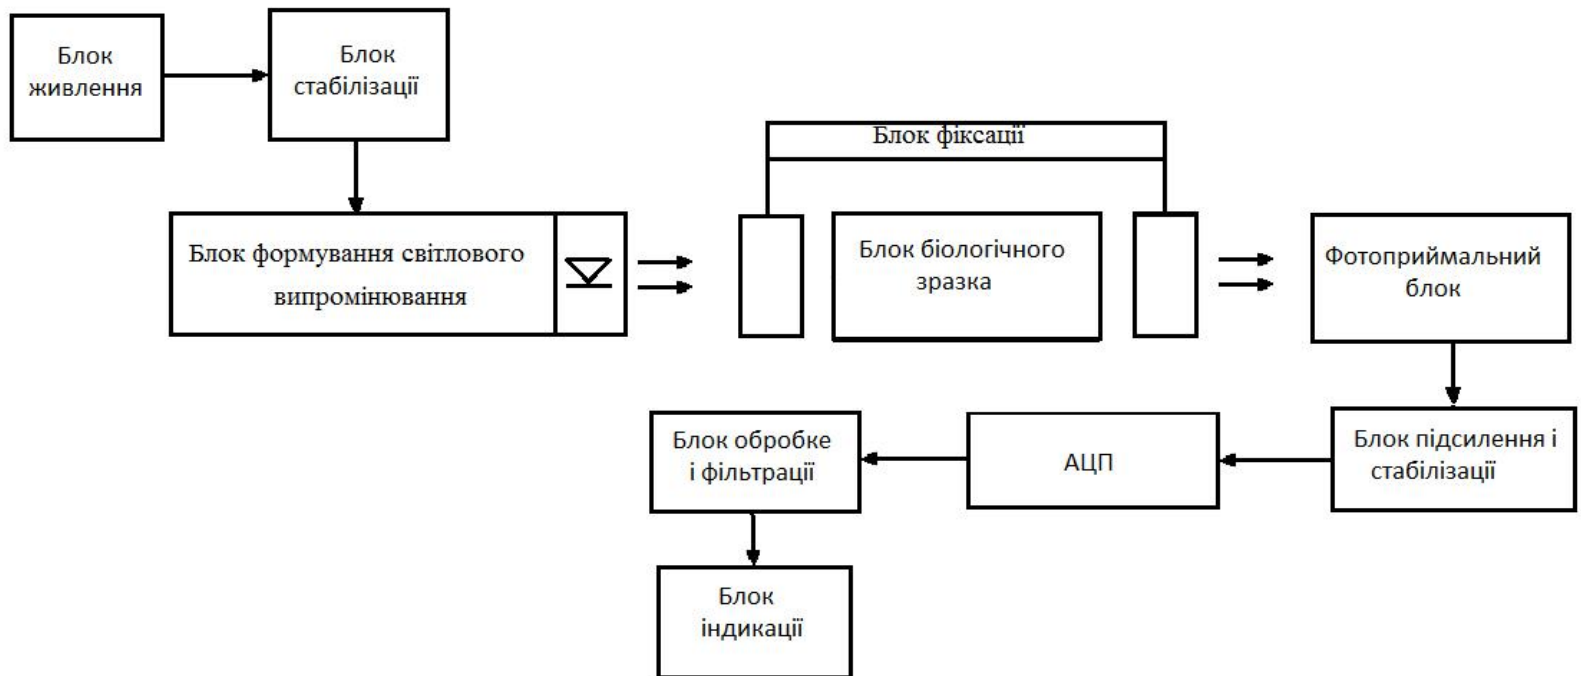 Блок
живлення
Блок
стабілізації
Блок фіксації
Блок формування світлового
випромінювання
Блок біологічного
зразка
Фотоприймальний
блок
Блок обробке
і фільтрації
АЦП
Блок підсилення і
стабілізації
Блок
індикації